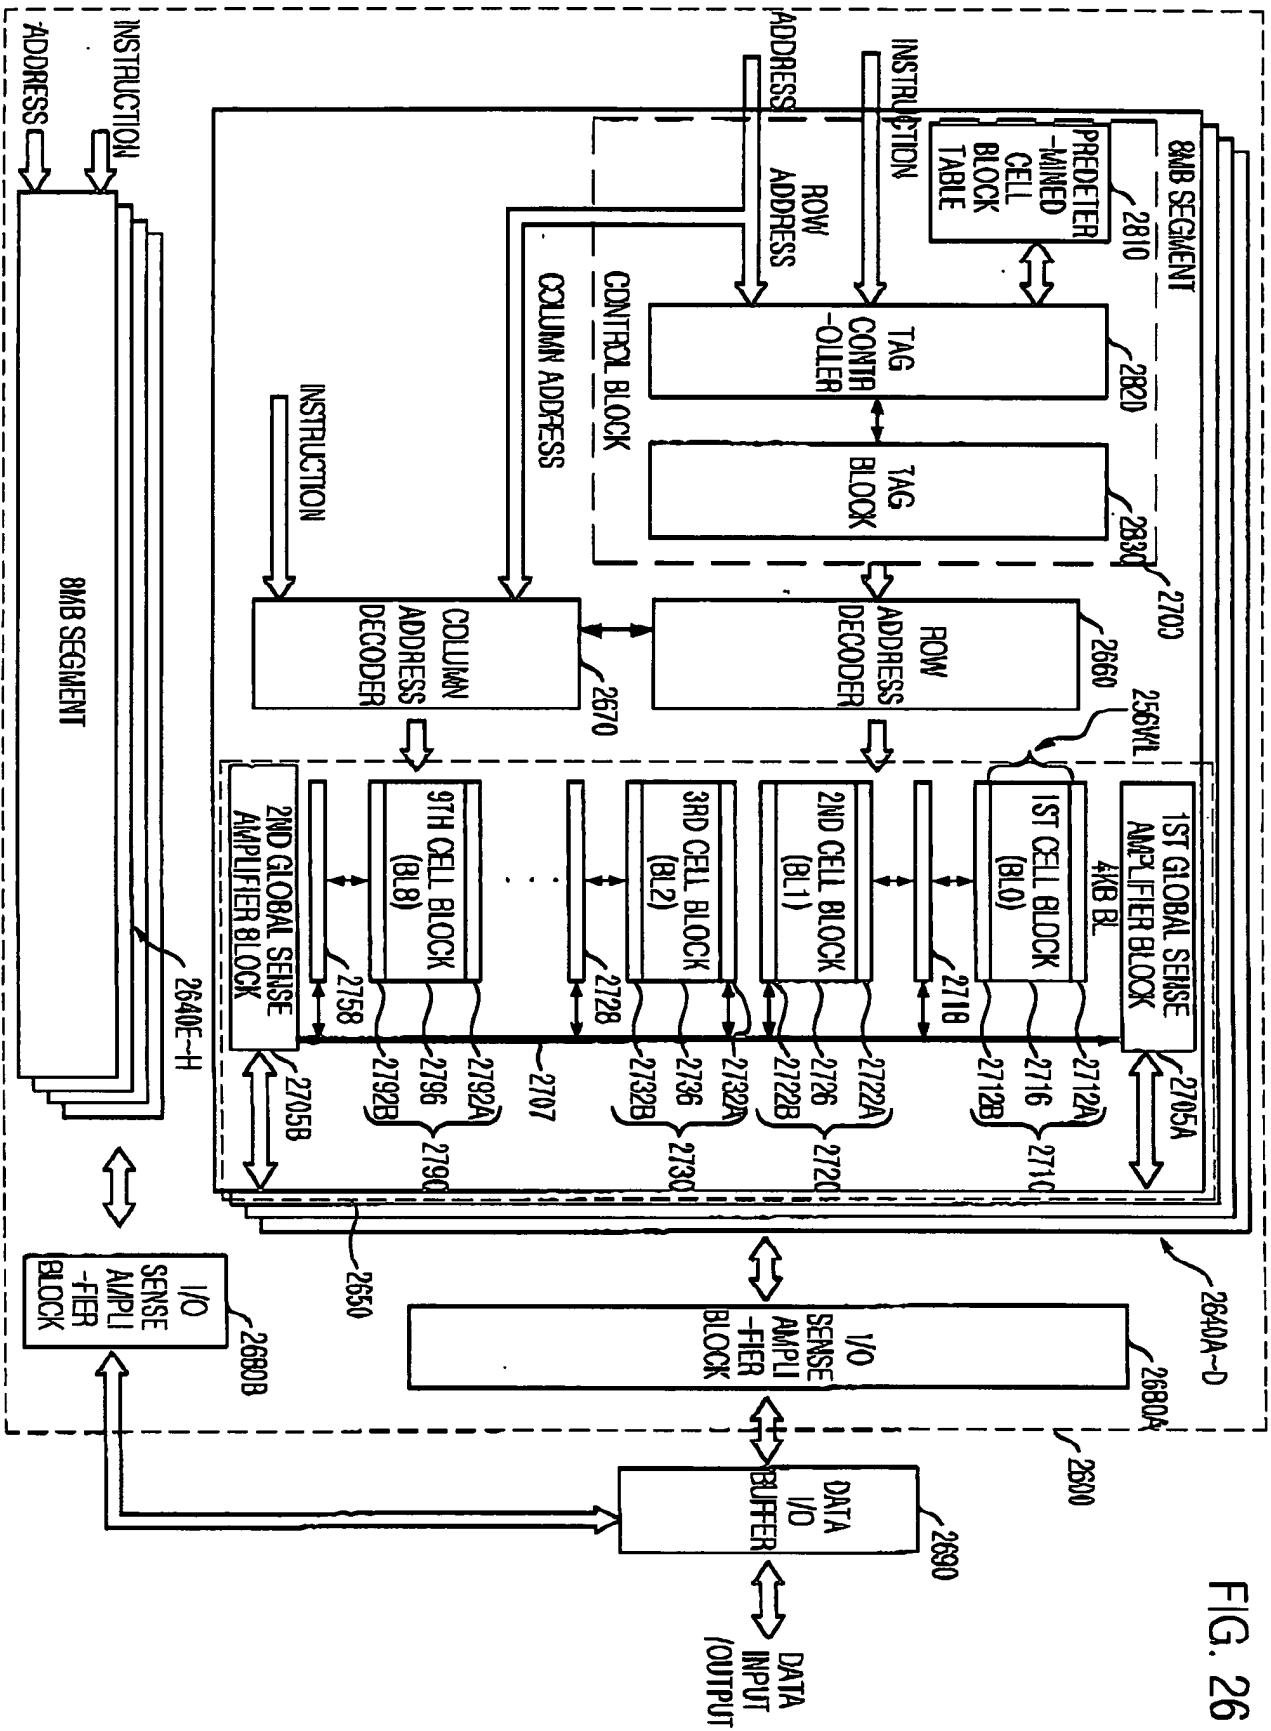 FIG. 26
ADDRESS
INSTRUCTION
8MB SEGMENT
2640E~H
ADDRESS
INSTRUCTION
8MB SEGMENT
PREDETER
-MINED
CELL
BLOCK
TABLE
2810
ROW
ADDRESS
COLUMN ADDRESS
CONTROL BLOCK
TAG
CONTR
-OLLER
2820
TAG
BLOCK
2830
2700
INSTRUCTION
COLUMN
ADDRESS
DECODER
2670
ROW
ADDRESS
DECODER
2660
256WL
1ST GLOBAL SENSE
AMPLIFIER BLOCK
2705A
4KB BL
1ST CELL BLOCK
(BL0)
2712A
2716
2712B
2710
2718
2ND CELL BLOCK
(BL1)
2722A
2726
2722B
2720
3RD CELL BLOCK
(BL2)
2732A
2736
2732B
2730
2728
9TH CELL BLOCK
(BL8)
2792A
2796
2792B
2790
2758
2707
2ND GLOBAL SENSE
AMPLIFIER BLOCK
2705B
2650
2640A~D
I/O
SENSE
AMPLI
-FIER
BLOCK
2680A
I/O
SENSE
AMPLI
-FIER
BLOCK
2680B
2600
DATA
I/O
BUFFER
2690
DATA
INPUT
/OUTPUT